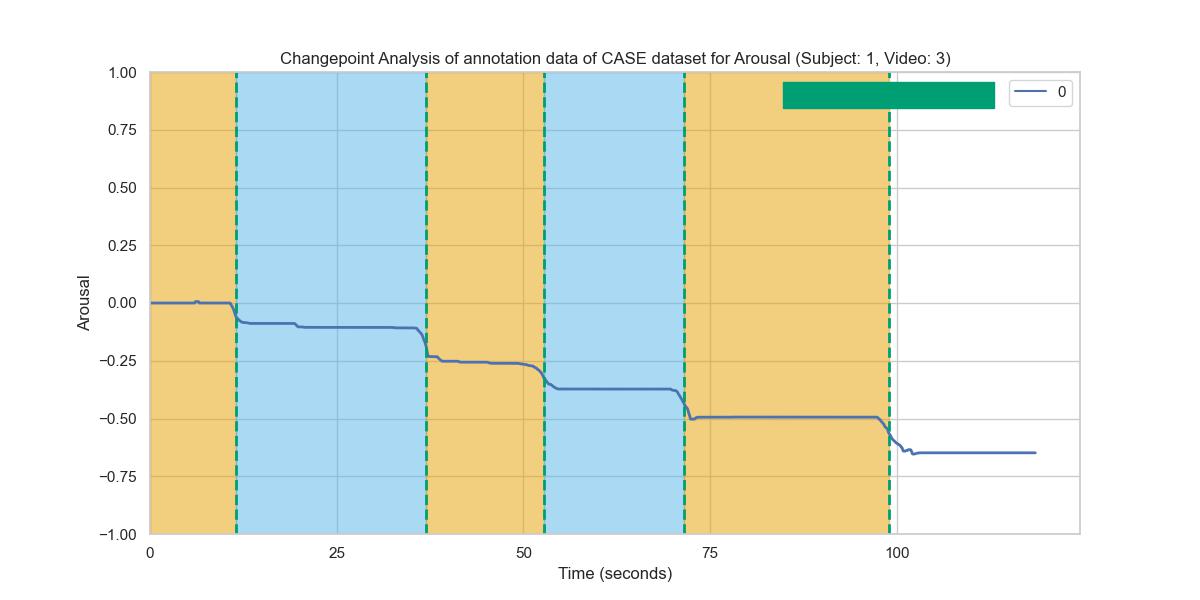 Changepoint Analysis of annotation data of CASE dataset for Arousal (Subject: 1, Video: 3)
1.00
0.75
0.50
0.25
0.00
−0.25
−0.50
−0.75
−1.00
Arousal
0
0 25 50 75 100
Time (seconds)